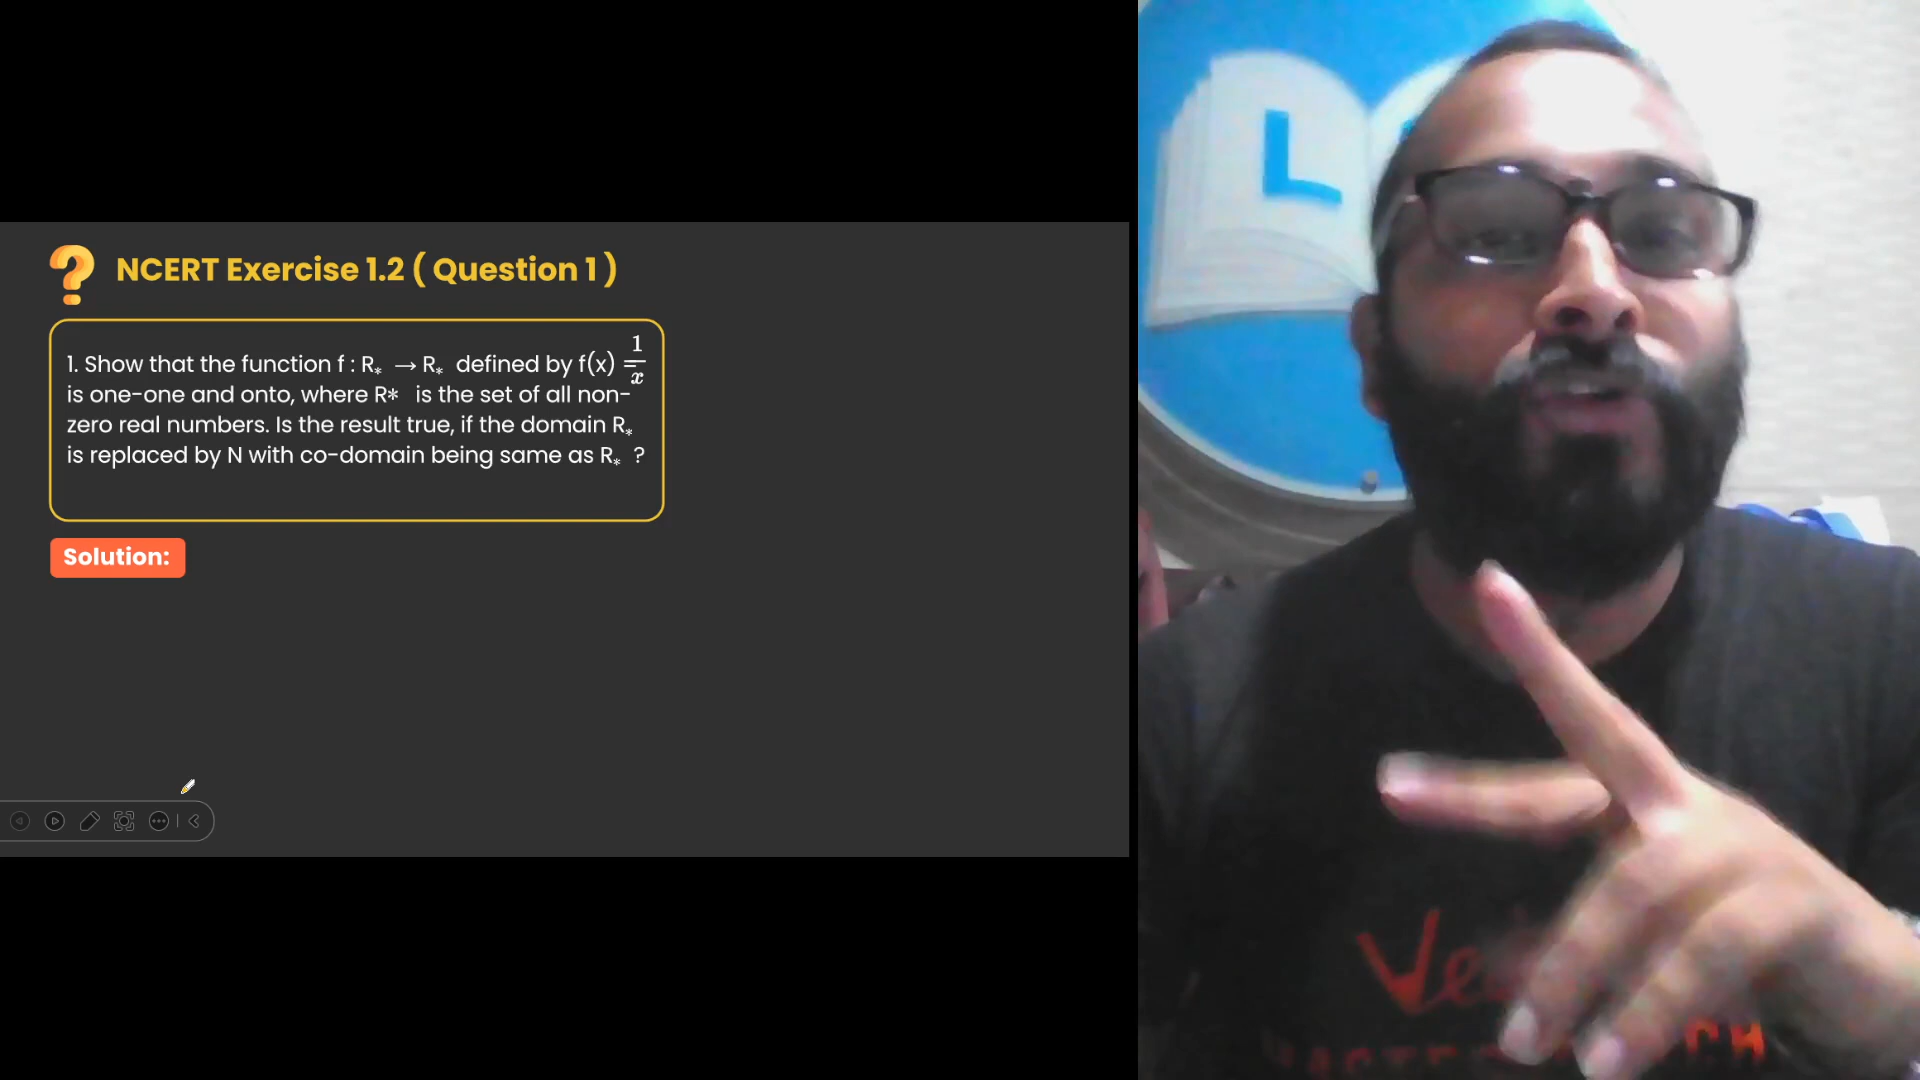 NCERT Exercise 1.2 ( Question 1 )
1. Show that the function f : R* → R* defined by f(x) = 1/x
is one-one and onto, where R* is the set of all non-
zero real numbers. Is the result true, if the domain R*
is replaced by N with co-domain being same as R* ?
Solution:
L